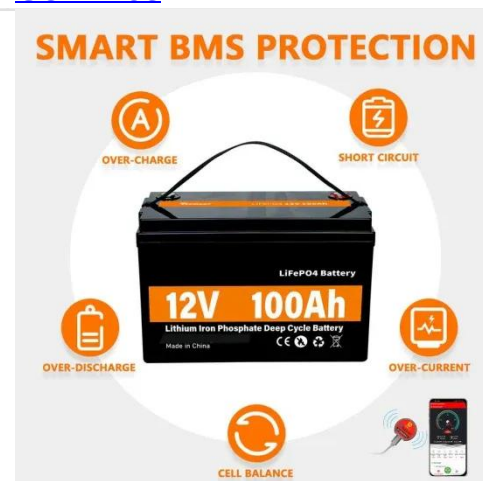 SMART BMS PROTECTION
A
OVER-CHARGE
SHORT CIRCUIT
LiFePO4 Battery
12V 100Ah
Lithium Iron Phosphate Deep Cycle Battery
Made in China
CE
OVER-DISCHARGE
OVER-CURRENT
CELL BALANCE